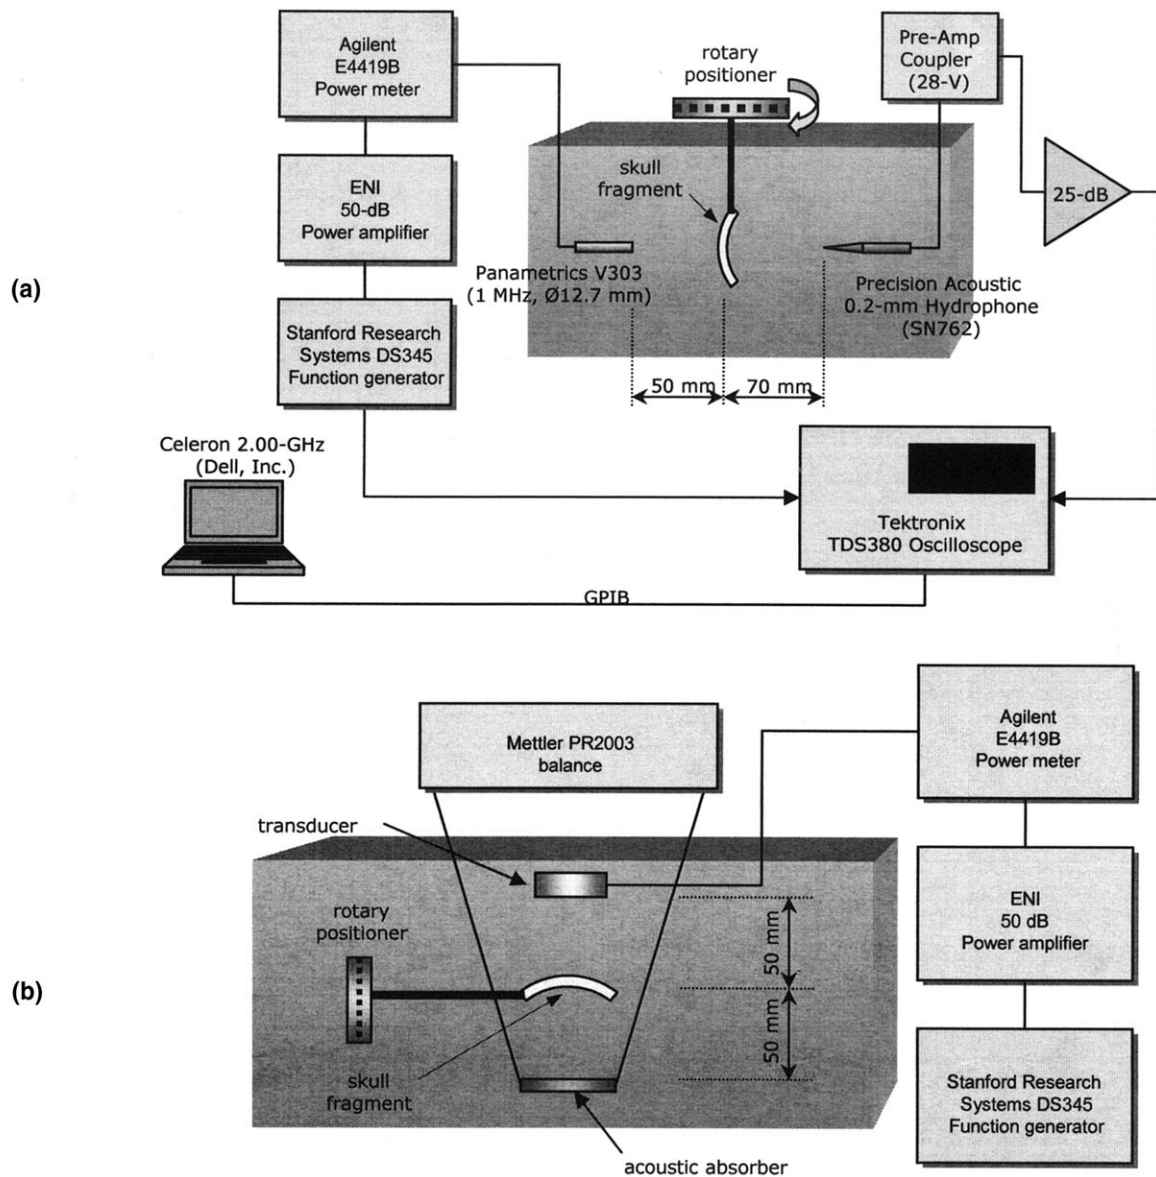 (a)
Agilent
E4419B
Power meter
ENI
50-dB
Power amplifier
Stanford Research
Systems DS345
Function generator
Celeron 2.00-GHz
(Dell, Inc.)
rotary
positioner
skull
fragment
Panametrics V303
(1 MHz, Ø12.7 mm)
Precision Acoustic
0.2-mm Hydrophone
(SN762)
50 mm
70 mm
Pre-Amp
Coupler
(28-V)
25-dB
Tektronix
TDS380 Oscilloscope
GPIB
(b)
Mettler PR2003
balance
transducer
rotary
positioner
skull
fragment
acoustic absorber
50 mm
50 mm
Agilent
E4419B
Power meter
ENI
50 dB
Power amplifier
Stanford Research
Systems DS345
Function generator